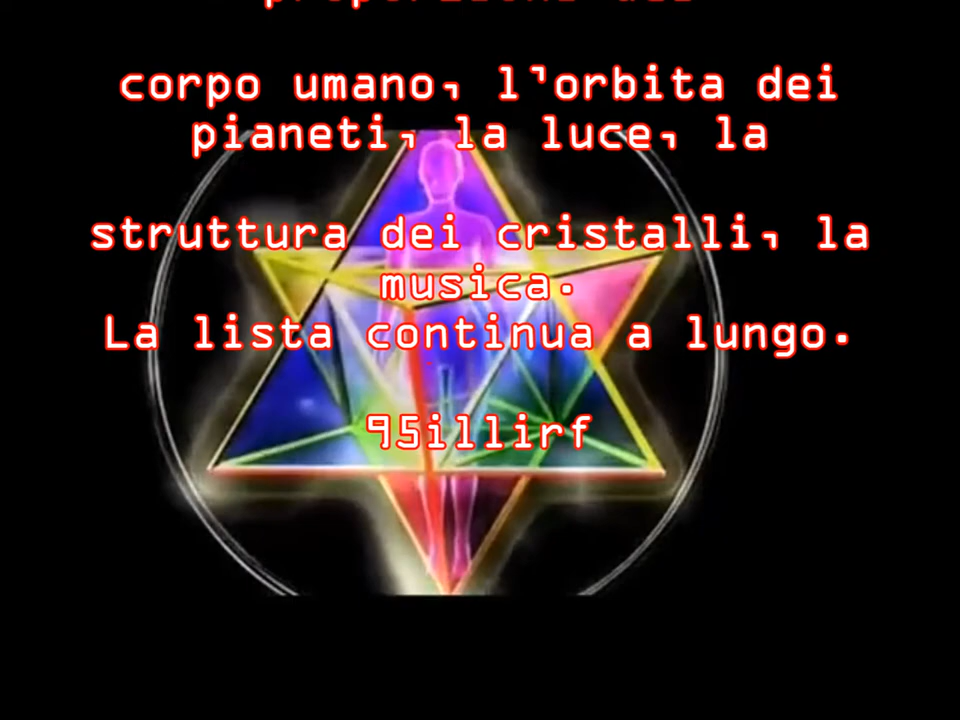 corpo umano, l'orbita dei
pianeti, la luce, la
struttura dei cristalli, la
musica.
La lista continua a lungo.
95illirf